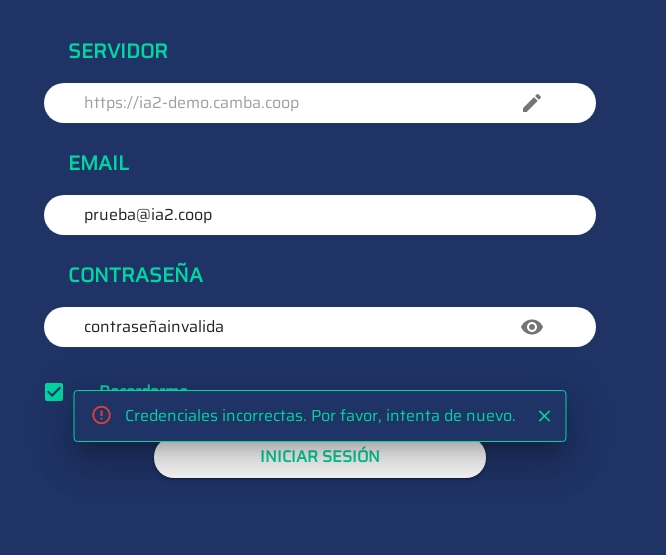 SERVIDOR
https://ia2-demo.camba.coop
EMAIL
prueba@ia2.coop
CONTRASEÑA
contraseñainvalida
Recordarme
Credenciales incorrectas. Por favor, intenta de nuevo.
INICIAR SESIÓN